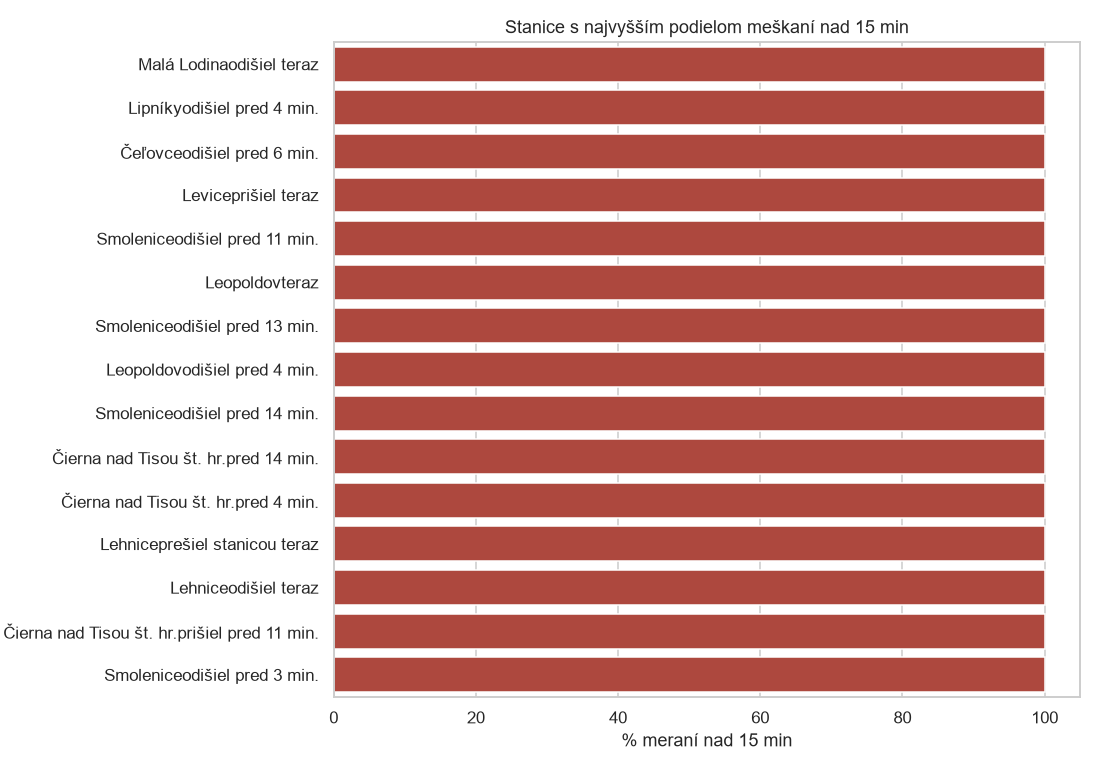 Stanice s najvyšším podielom meškaní nad 15 min
Malá Lodinaodišiel teraz
Lipníkyodišiel pred 4 min.
Čeľovceodišiel pred 6 min.
Leviceprišiel teraz
Smoleniceodišiel pred 11 min.
Leopoldovteraz
Smoleniceodišiel pred 13 min.
Leopoldovodišiel pred 4 min.
Smoleniceodišiel pred 14 min.
Čierna nad Tisou št. hr.pred 14 min.
Čierna nad Tisou št. hr.pred 4 min.
Lehniceprešiel stanicou teraz
Lehniceodišiel teraz
Čierna nad Tisou št. hr.prišiel pred 11 min.
Smoleniceodišiel pred 3 min.
0 20 40 60 80 100
% meraní nad 15 min